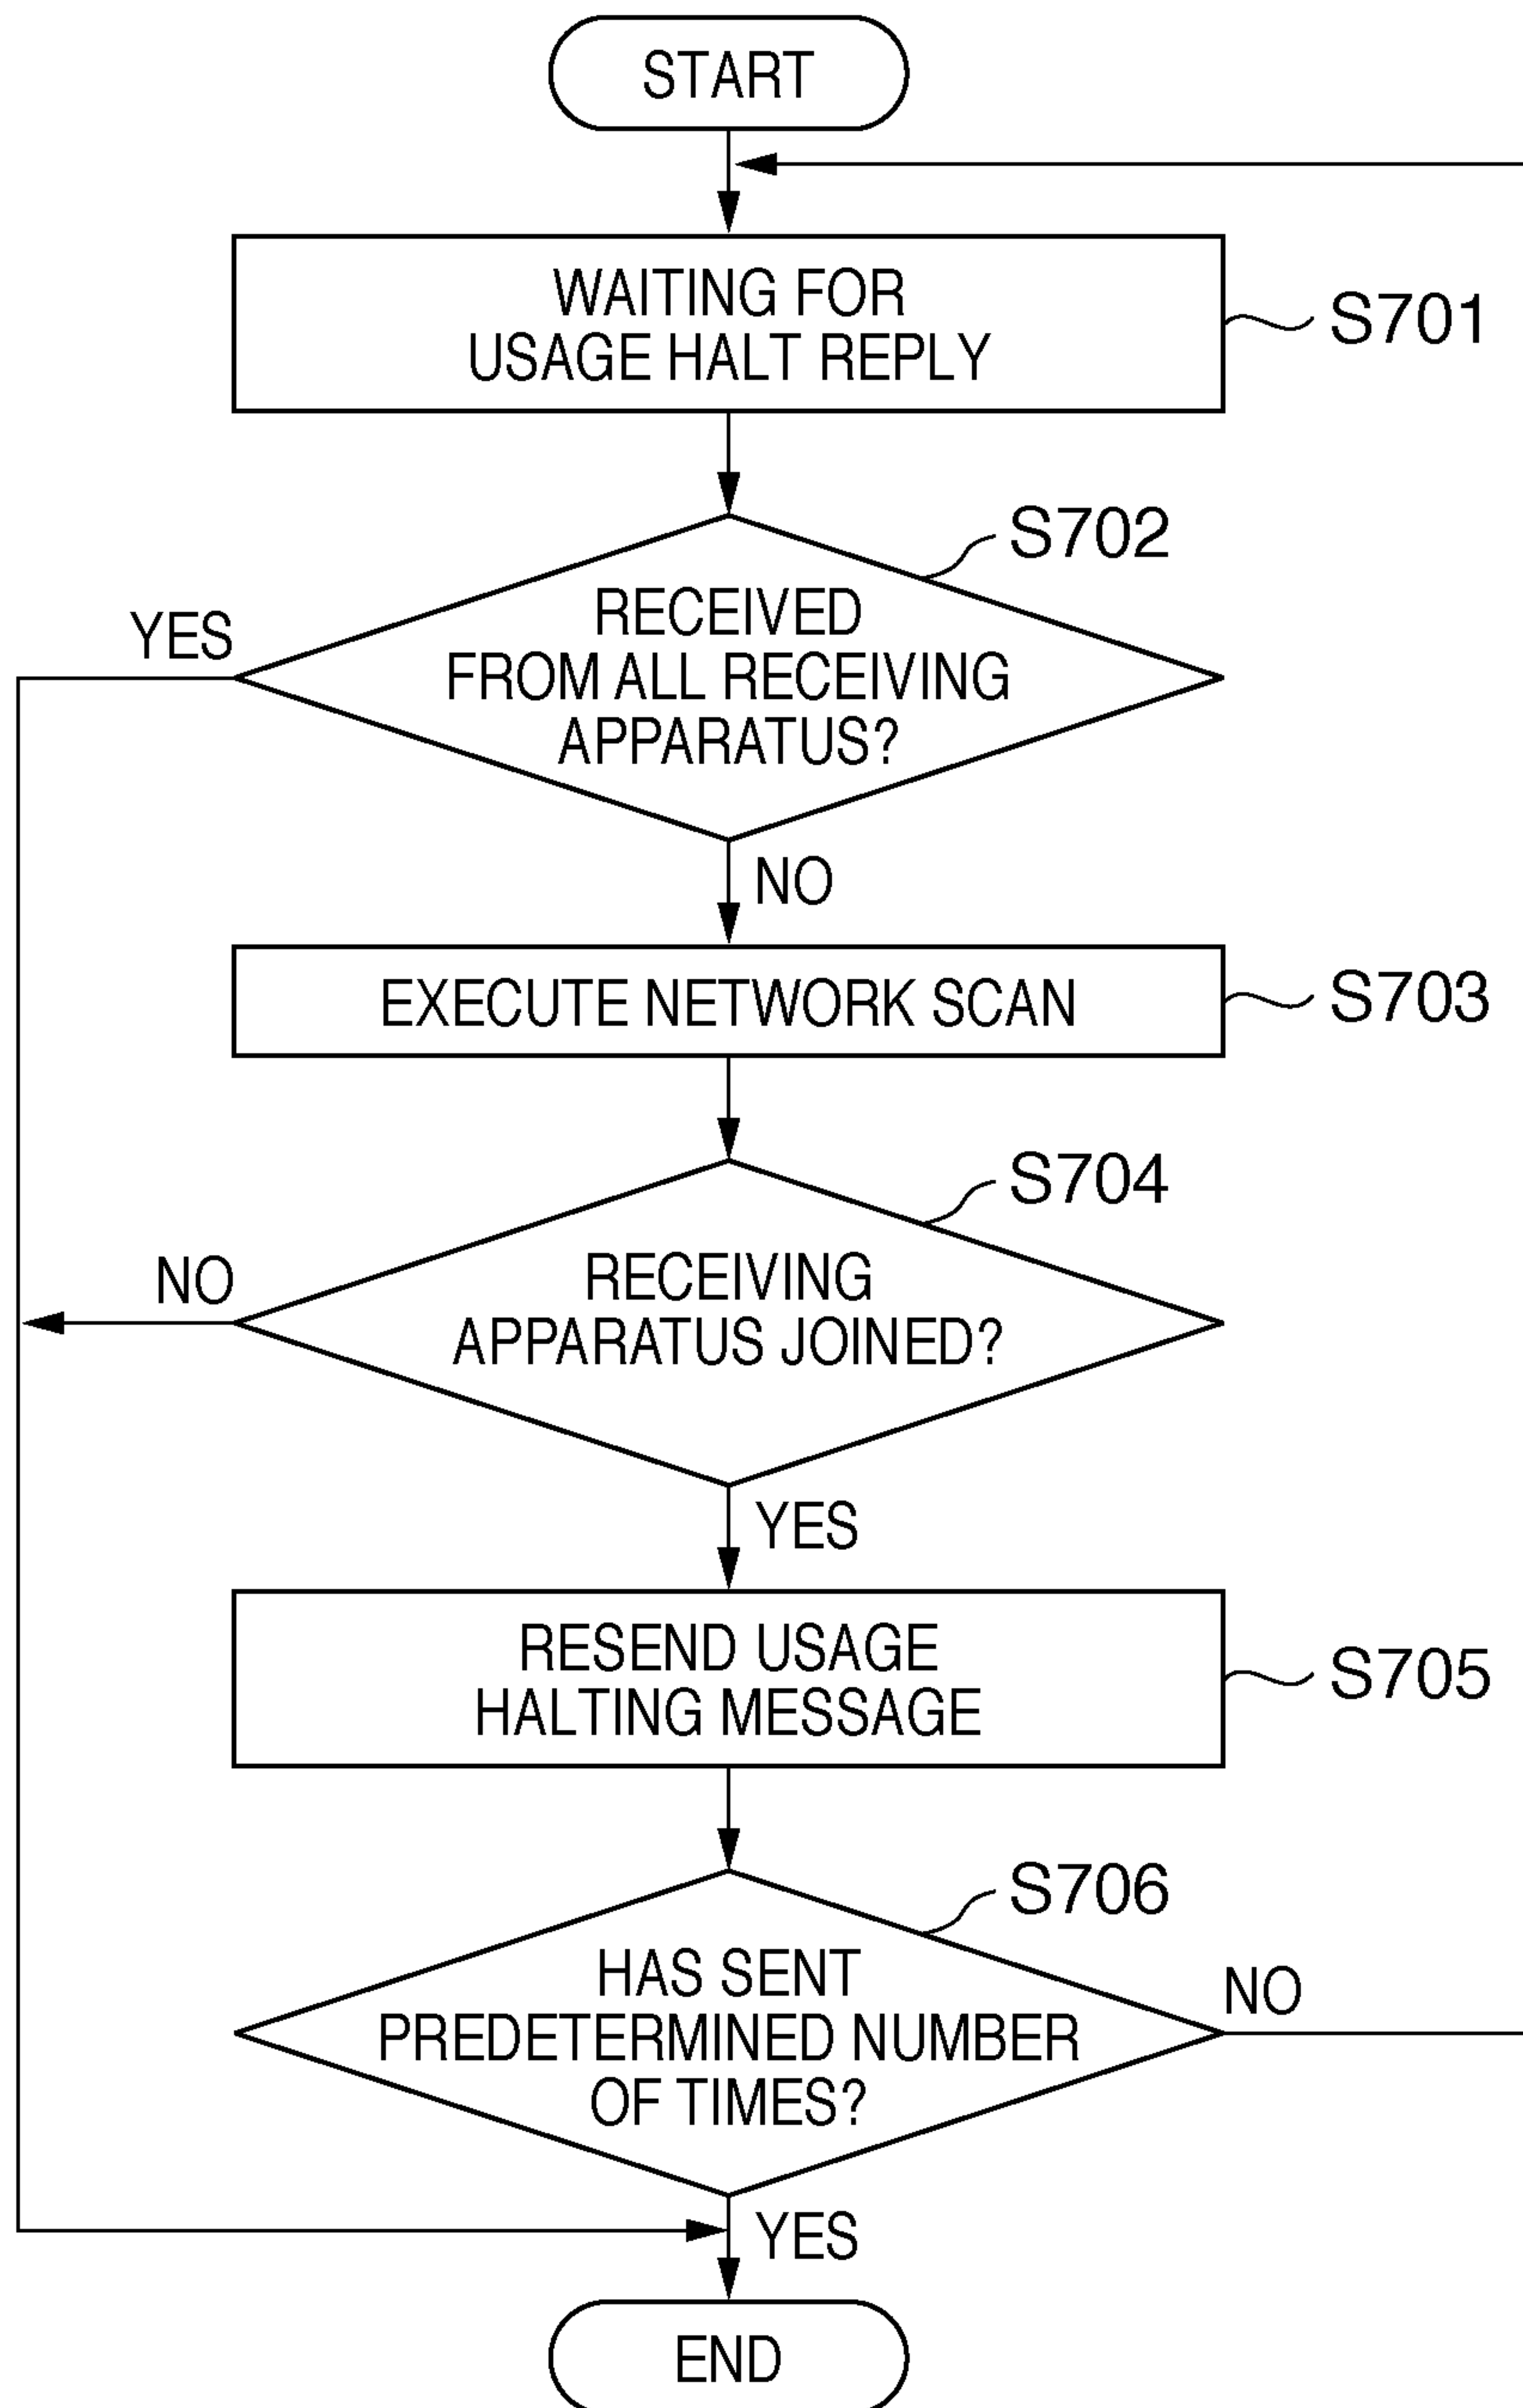 START
WAITING FOR
USAGE HALT REPLY
S701
S702
RECEIVED
FROM ALL RECEIVING
APPARATUS?
YES
NO
EXECUTE NETWORK SCAN
S703
S704
RECEIVING
APPARATUS JOINED?
NO
YES
RESEND USAGE
HALTING MESSAGE
S705
S706
HAS SENT
PREDETERMINED NUMBER
OF TIMES?
NO
YES
END